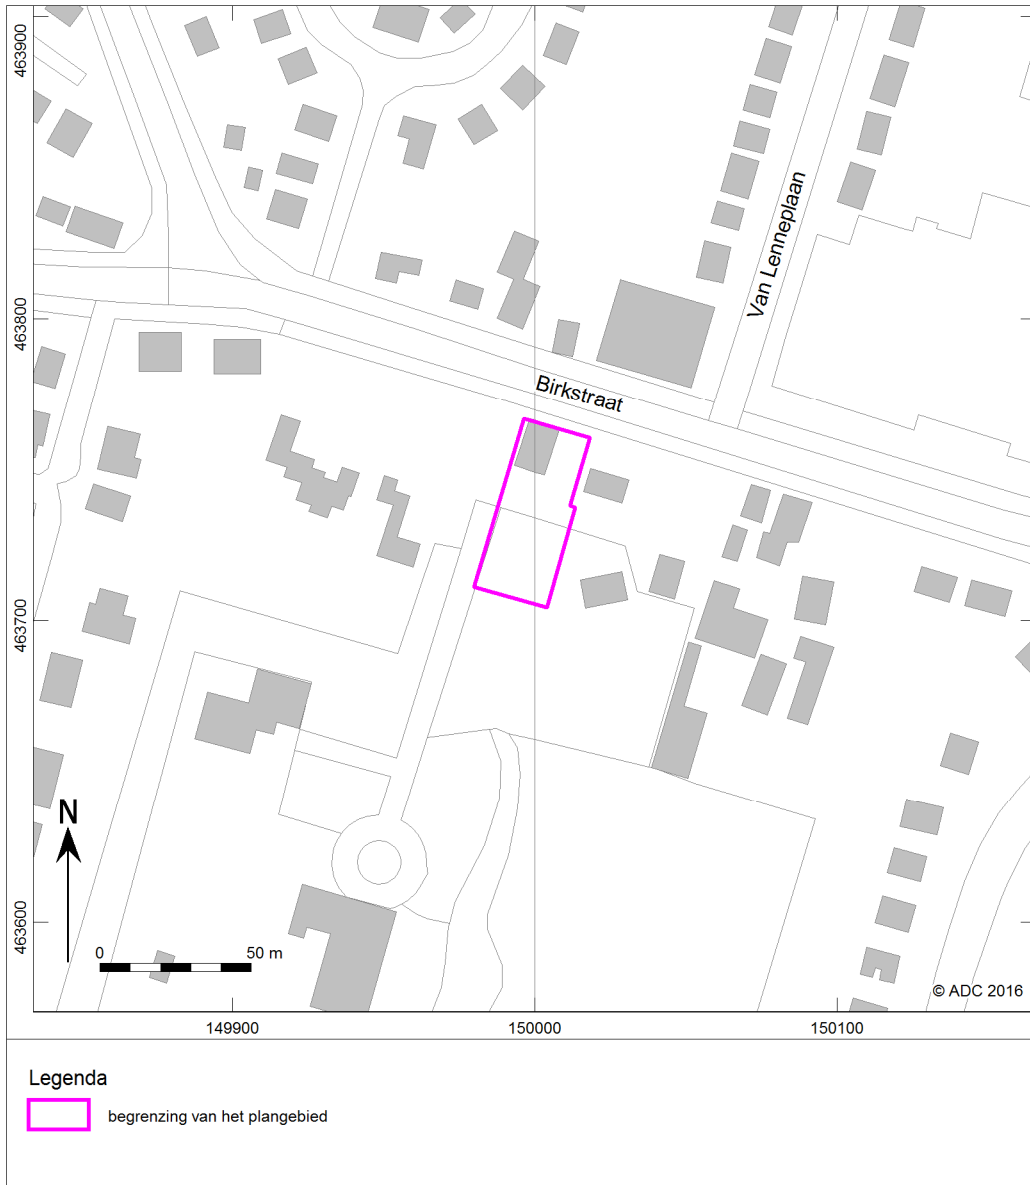 463900
Van Lenneplaan
463800
Birkstraat
463700
N
463600
0 50 m
© ADC 2016
149900 150000 150100
Legenda
begrenzing van het plangebied